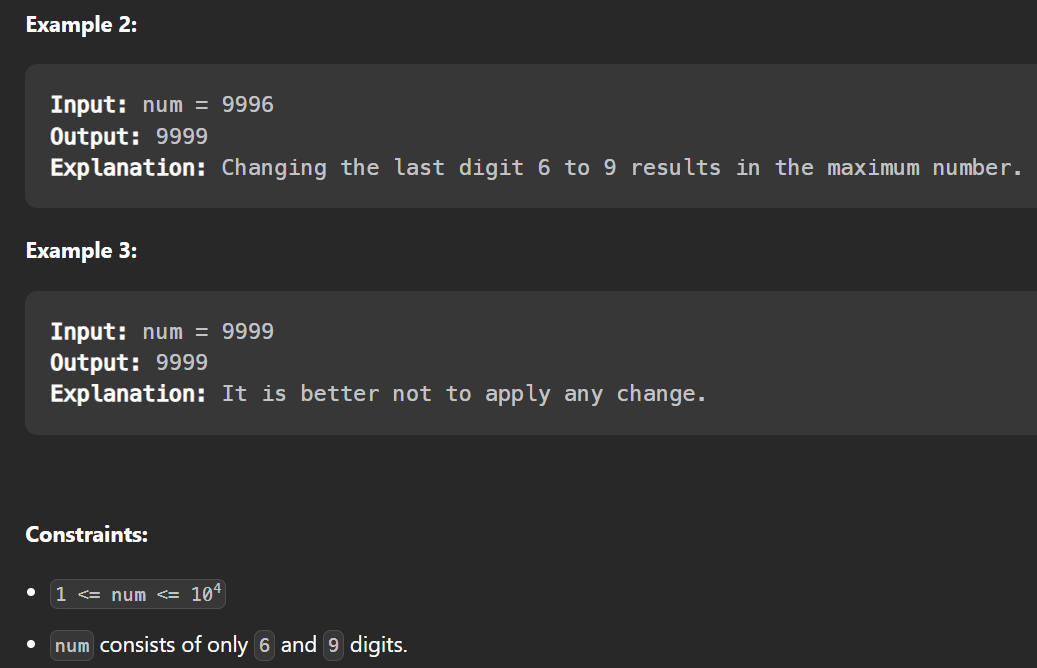 Example 2:
Input: num = 9996
Output: 9999
Explanation: Changing the last digit 6 to 9 results in the maximum number.
Example 3:
Input: num = 9999
Output: 9999
Explanation: It is better not to apply any change.
Constraints:
• 1 <= num <= 10⁴
• num consists of only 6 and 9 digits.